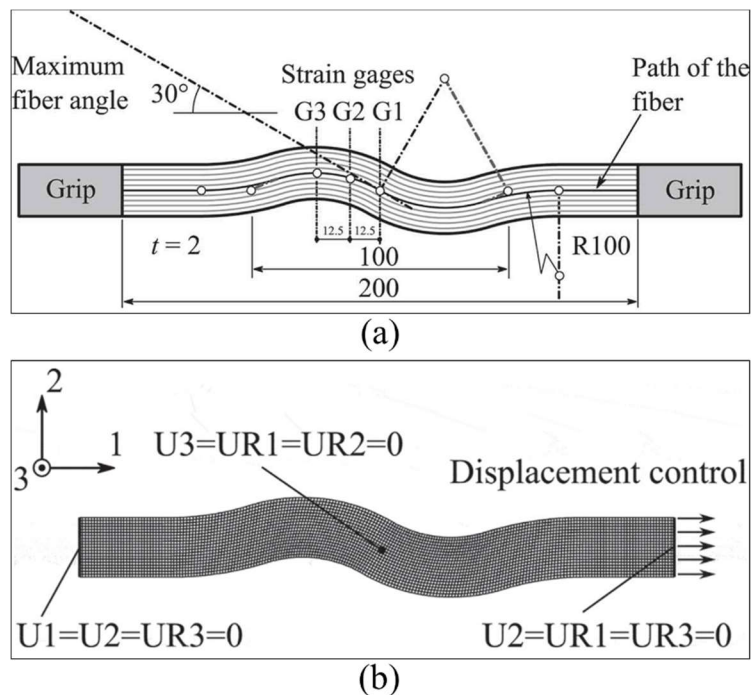 Maximum
fiber angle
30°
Strain gages
G3 G2 G1
Path of the
fiber
Grip
Grip
t = 2
12.5
12.5
100
R100
200
(a)
2
1
3
U3=UR1=UR2=0
Displacement control
U1=U2=UR3=0
U2=UR1=UR3=0
(b)